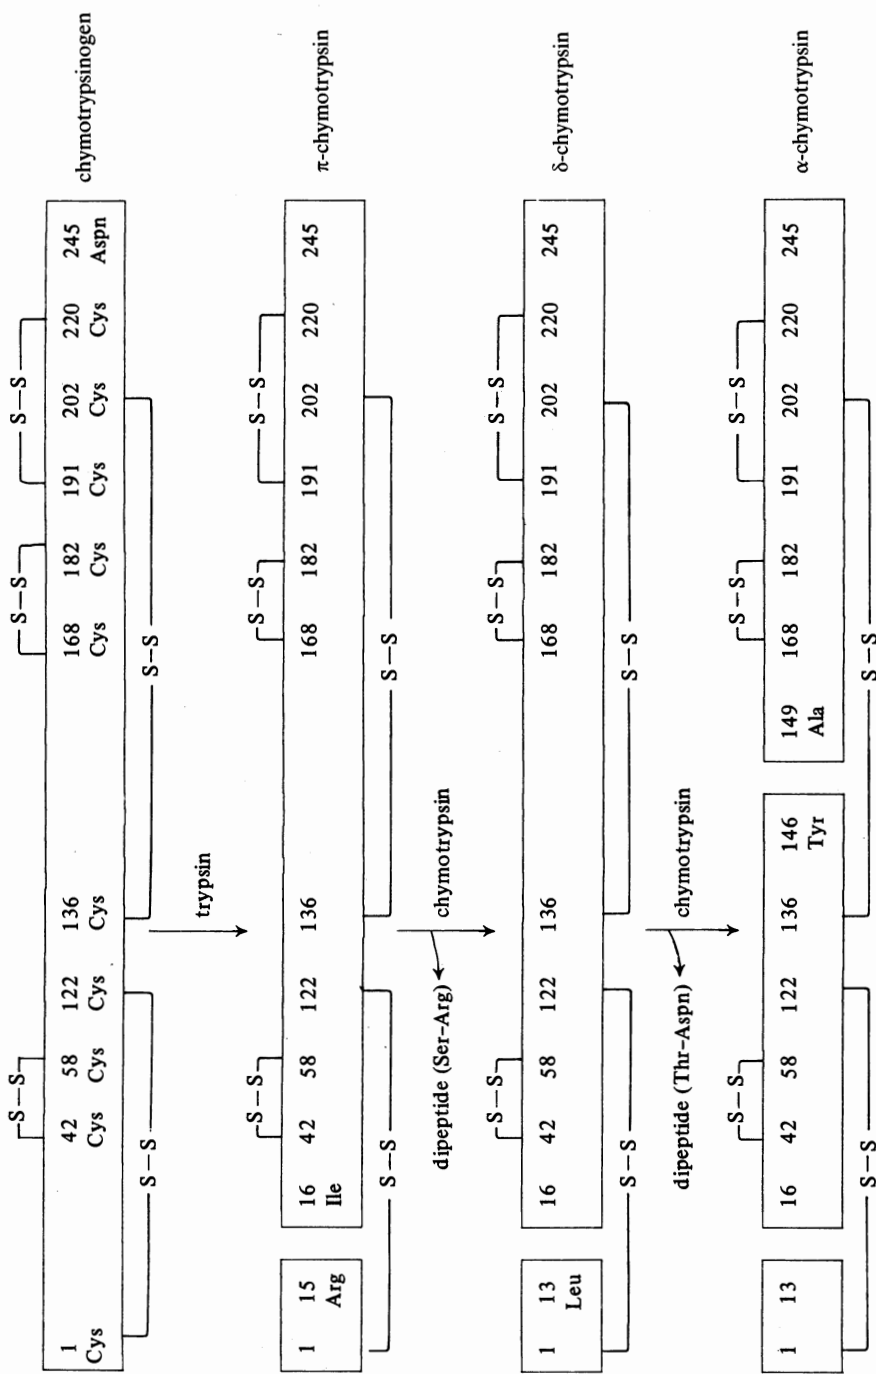 chymotrypsinogen
S–S
S–S
S–S
1 42 58 122 136 168 182 191 202 220 245
Cys Cys Cys Cys Cys Cys Cys Cys Cys Cys Aspn
S–S
S–S
trypsin
π-chymotrypsin
S–S
S–S
S–S
1 15 16 42 58 122 136 168 182 191 202 220 245
Arg Ile
S–S
S–S
dipeptide (Ser–Arg)
chymotrypsin
δ-chymotrypsin
S–S
S–S
S–S
1 13 16 42 58 122 136 168 182 191 202 220 245
Leu
S–S
S–S
dipeptide (Thr–Aspn)
chymotrypsin
α-chymotrypsin
S–S
S–S
S–S
1 13 16 42 58 122 136 146 149 168 182 191 202 220 245
Tyr Ala
S–S
S–S